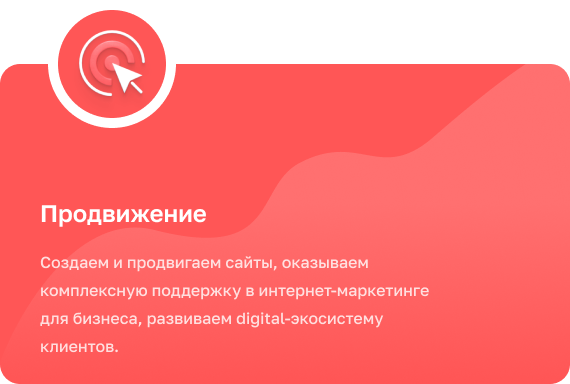 Продвижение
Создаем и продвигаем сайты, оказываем
комплексную поддержку в интернет-маркетинге
для бизнеса, развиваем digital-экосистему
клиентов.